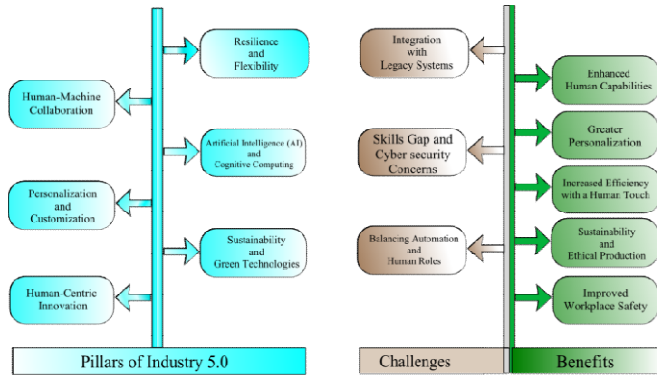 Resilience
and
Flexibility
Human-Machine
Collaboration
Artificial Intelligence (AI)
and
Cognitive Computing
Personalization
and
Customization
Sustainability
and
Green Technologies
Human-Centric
Innovation
Pillars of Industry 5.0
Integration
with
Legacy Systems
Skills Gap and
Cyber security
Concerns
Balancing Automation
and
Human Roles
Challenges
Enhanced
Human Capabilities
Greater
Personalization
Increased Efficiency
with a Human Touch
Sustainability
and
Ethical Production
Improved
Workplace Safety
Benefits